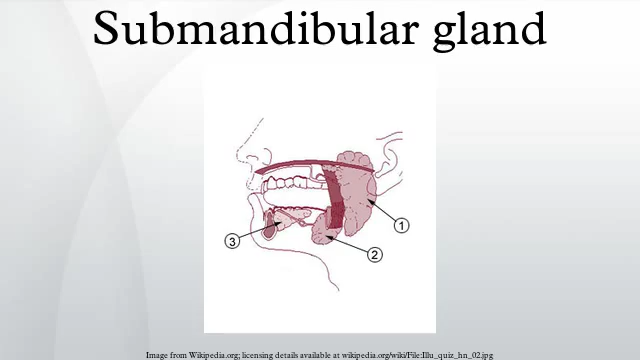 Submandibular gland
1
3
2
Image from Wikipedia.org; licensing details available at wikipedia.org/wiki/File:Illu_quiz_hn_02.jpg